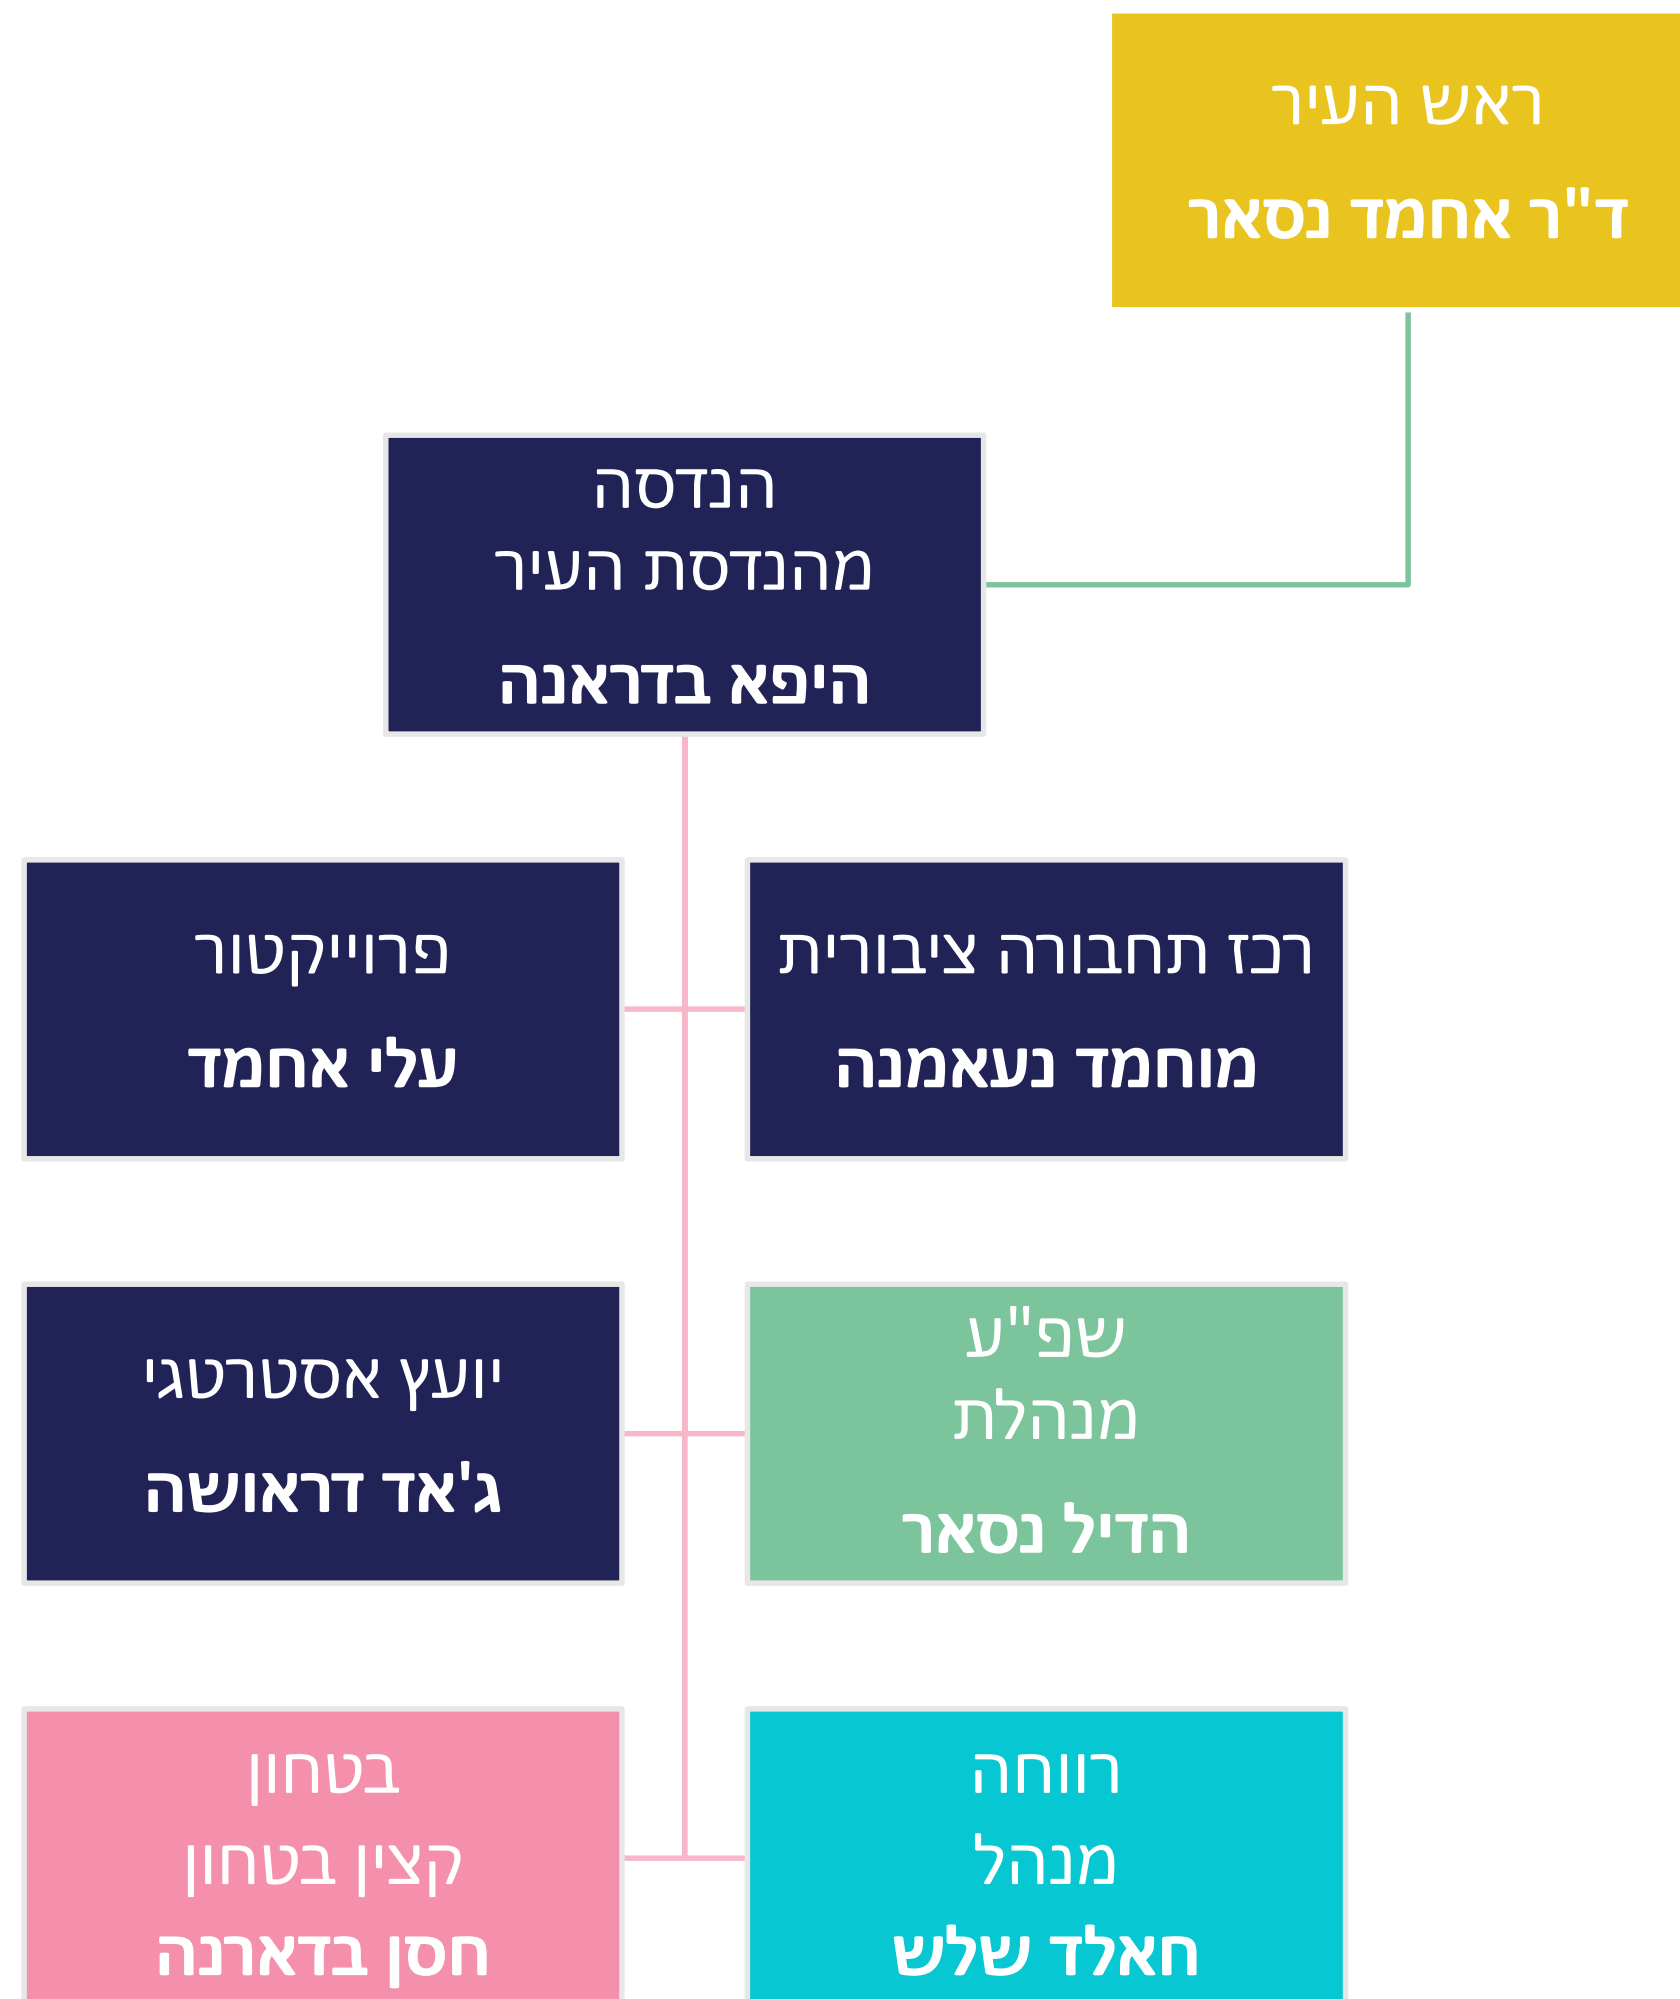 ראש העיר
ד"ר אחמד נסאר
הנדסה
מהנדסת העיר
היפא בדראנה
רכז תחבורה ציבורית
מוחמד נעאמנה
פרוייקטור
עלי אחמד
שפ"ע
מנהלת
הדיל נסאר
יועץ אסטרטגי
ג'אד דראושה
רווחה
מנהל
חאלד שלש
בטחון
קצין בטחון
חסן בדארנה